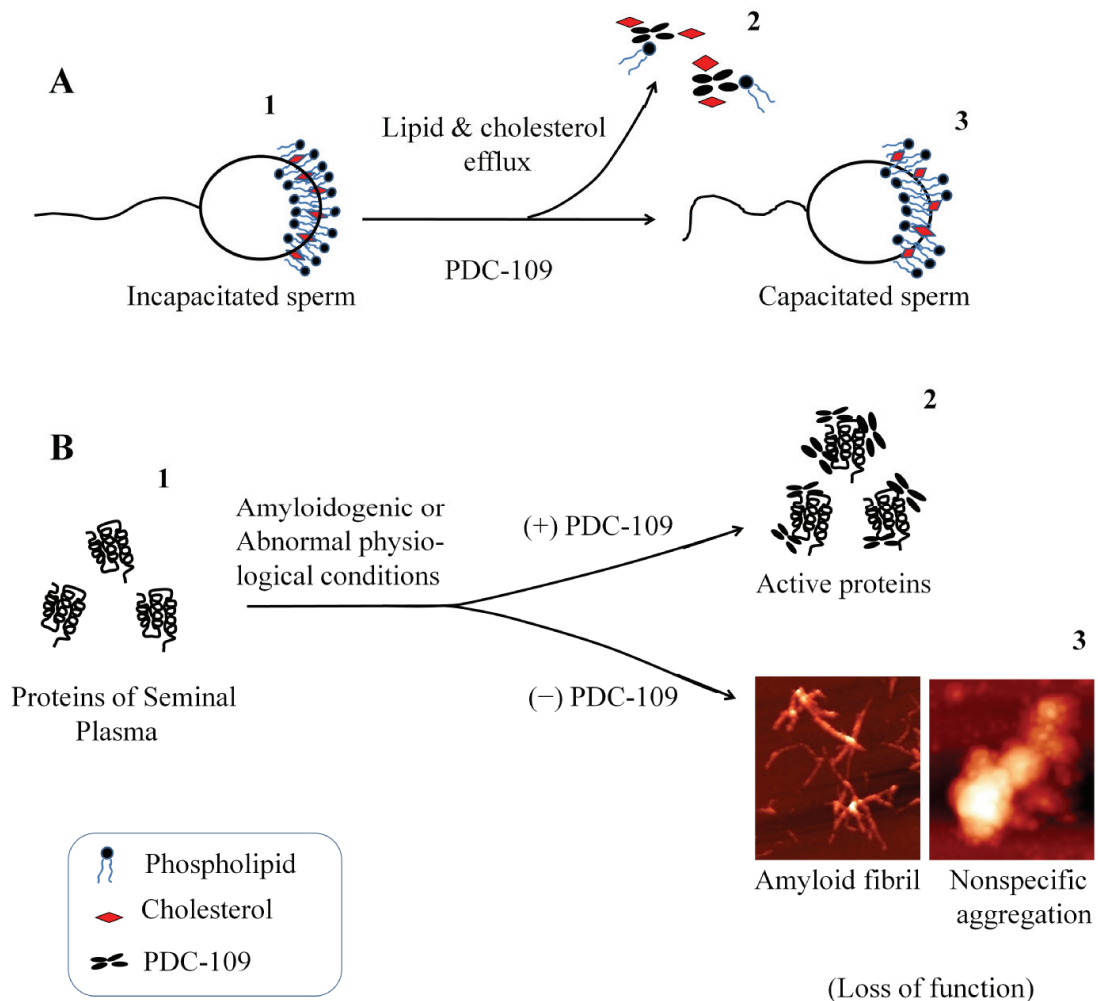 A
1
2
3
Lipid & cholesterol
efflux
PDC-109
Incapacitated sperm
Capacitated sperm
B
1
2
3
Amyloidogenic or
Abnormal physio-
logical conditions
(+) PDC-109
(−) PDC-109
Active proteins
Proteins of Seminal
Plasma
Amyloid fibril
Nonspecific
aggregation
(Loss of function)
Phospholipid
Cholesterol
PDC-109